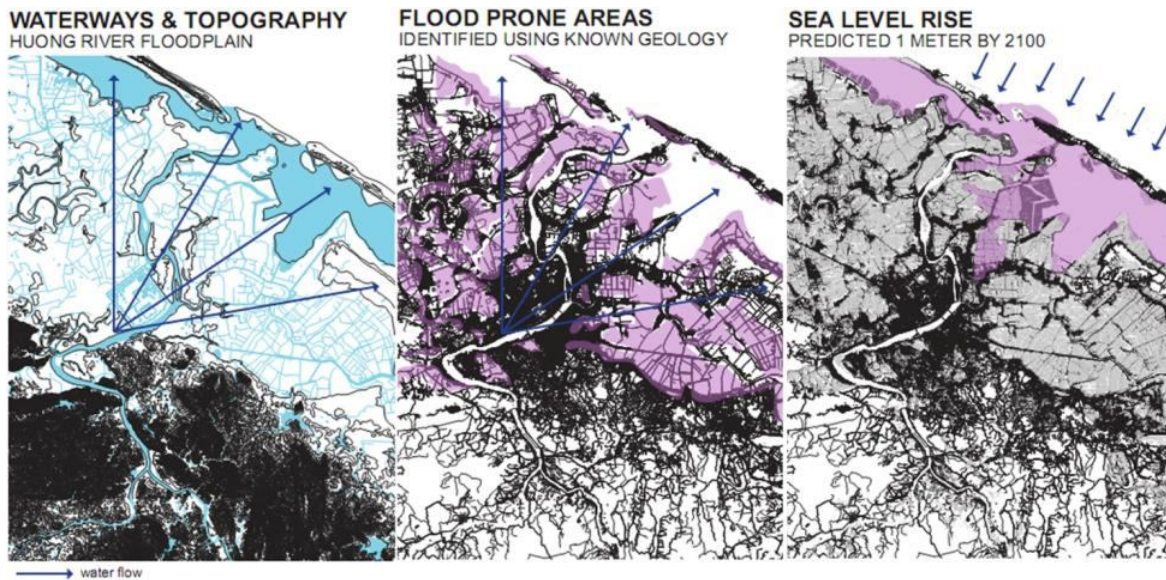 WATERWAYS & TOPOGRAPHY
HUONG RIVER FLOODPLAIN
FLOOD PRONE AREAS
IDENTIFIED USING KNOWN GEOLOGY
SEA LEVEL RISE
PREDICTED 1 METER BY 2100
water flow